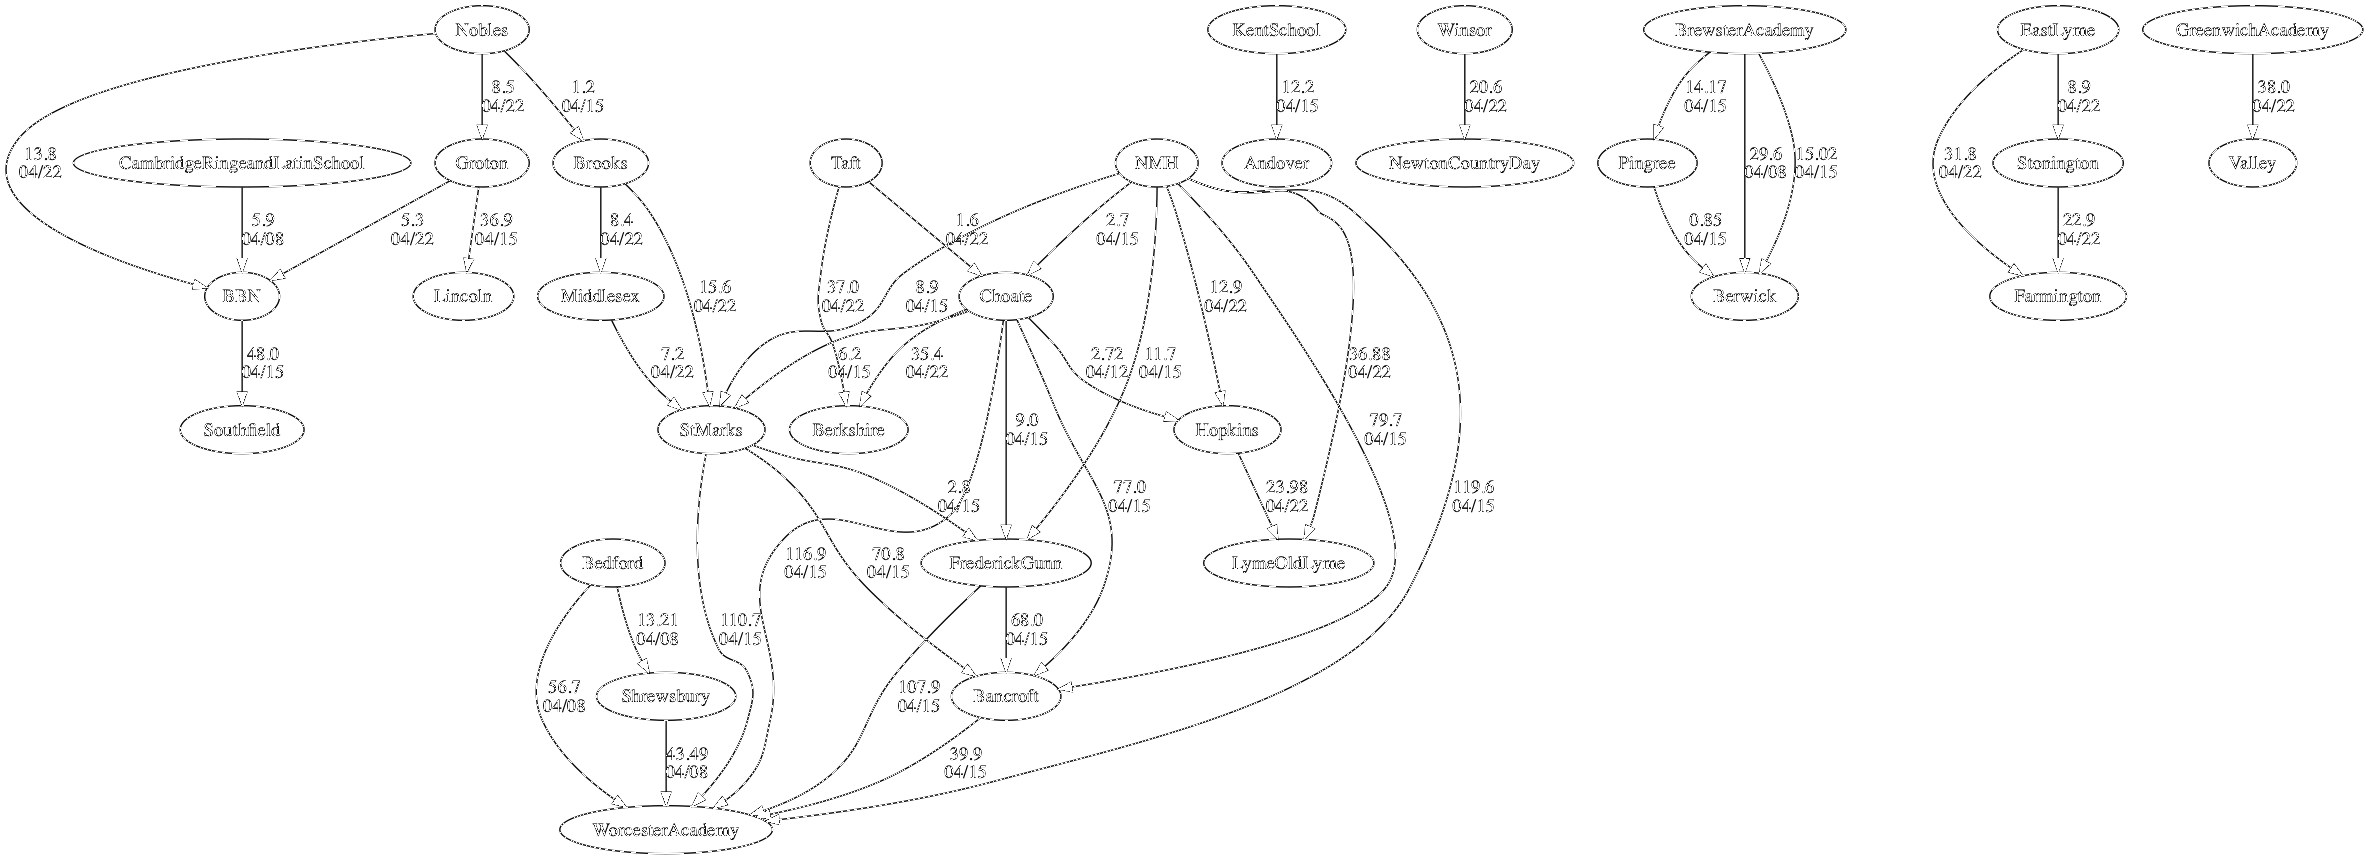 Nobles
KentSchool
Winsor
BrewsterAcademy
EastLyme
GreenwichAcademy
8.5
04/22
1.2
04/15
12.2
04/15
20.6
04/22
14.17
04/15
8.9
04/22
38.0
04/22
13.8
04/22
CambridgeRingeandLatinSchool
Groton
Brooks
Taft
NMH
Andover
NewtonCountryDay
Pingree
29.6
04/08
15.02
04/15
31.8
04/22
Stonington
Valley
5.9
04/08
5.3
04/22
36.9
04/15
8.4
04/22
1.6
04/22
2.7
04/15
0.85
04/15
22.9
04/22
BBN
Lincoln
Middlesex
15.6
04/22
37.0
04/22
8.9
04/15
Choate
12.9
04/22
Berwick
Farmington
48.0
04/15
7.2
04/22
6.2
04/15
35.4
04/22
2.72
04/12
11.7
04/15
36.88
04/22
Southfield
StMarks
Berkshire
9.0
04/15
Hopkins
79.7
04/15
2.8
04/15
77.0
04/15
23.98
04/22
119.6
04/15
Bedford
116.9
04/15
70.8
04/15
FrederickGunn
LymeOldLyme
13.21
04/08
110.7
04/15
68.0
04/15
56.7
04/08
Shrewsbury
107.9
04/15
Bancroft
43.49
04/08
39.9
04/15
WorcesterAcademy